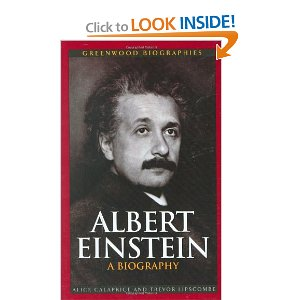 Click to LOOK INSIDE!
GREENWOOD BIOGRAPHIES
ALBERT
EINSTEIN
A BIOGRAPHY
ALICE CALAPRICE AND TREVOR LIPSCOMBE